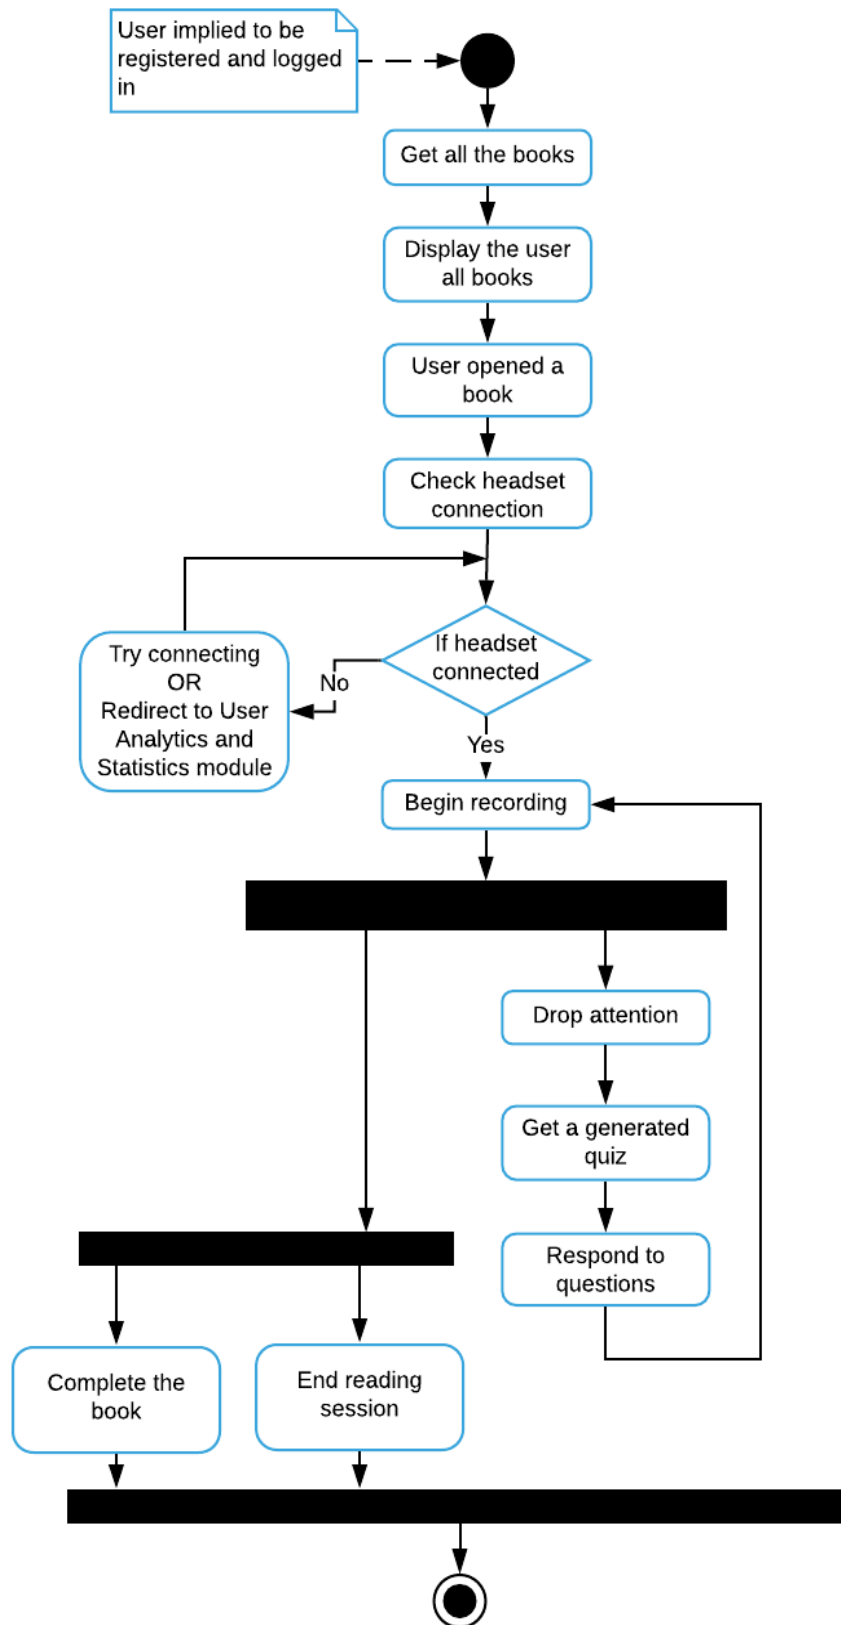 User implied to be
registered and logged
in
Get all the books
Display the user
all books
User opened a
book
Check headset
connection
If headset
connected
Try connecting
OR
Redirect to User
Analytics and
Statistics module
No
Yes
Begin recording
Drop attention
Get a generated
quiz
Respond to
questions
Complete the
book
End reading
session